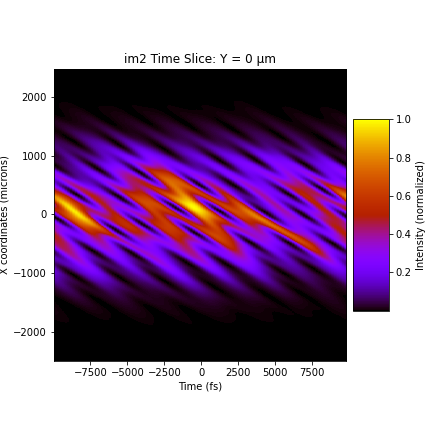 im2 Time Slice: Y = 0 μm
X coordinates (microns)
2000
1000
0
−1000
−2000
−7500 −5000 −2500 0 2500 5000 7500
Time (fs)
1.0
0.8
0.6
0.4
0.2
Intensity (normalized)